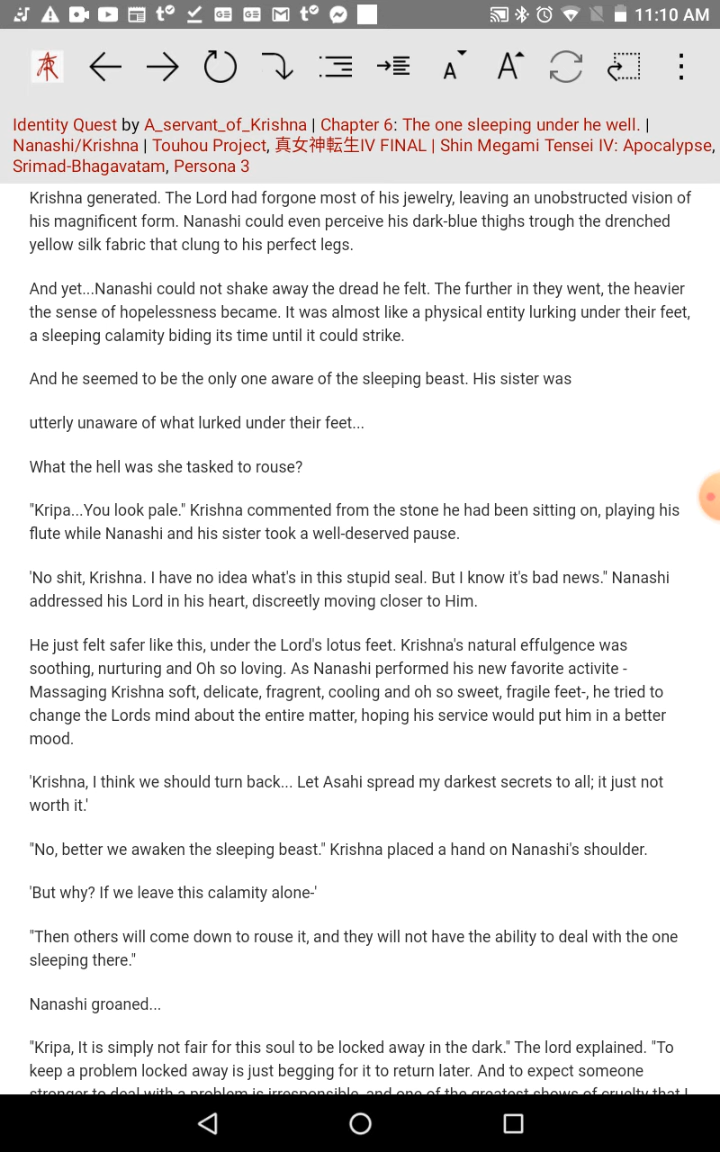 11:10 AM
Identity Quest by A_servant_of_Krishna | Chapter 6: The one sleeping under he well. |
Nanashi/Krishna | Touhou Project, 真女神転生IV FINAL | Shin Megami Tensei IV: Apocalypse,
Srimad-Bhagavatam, Persona 3
Krishna generated. The Lord had forgone most of his jewelry, leaving an unobstructed vision of
his magnificent form. Nanashi could even perceive his dark-blue thighs trough the drenched
yellow silk fabric that clung to his perfect legs.
And yet...Nanashi could not shake away the dread he felt. The further in they went, the heavier
the sense of hopelessness became. It was almost like a physical entity lurking under their feet,
a sleeping calamity biding its time until it could strike.
And he seemed to be the only one aware of the sleeping beast. His sister was
utterly unaware of what lurked under their feet...
What the hell was she tasked to rouse?
"Kripa...You look pale." Krishna commented from the stone he had been sitting on, playing his
flute while Nanashi and his sister took a well-deserved pause.
'No shit, Krishna. I have no idea what's in this stupid seal. But I know it's bad news." Nanashi
addressed his Lord in his heart, discreetly moving closer to Him.
He just felt safer like this, under the Lord's lotus feet. Krishna's natural effulgence was
soothing, nurturing and Oh so loving. As Nanashi performed his new favorite activite -
Massaging Krishna soft, delicate, fragrent, cooling and oh so sweet, fragile feet-, he tried to
change the Lords mind about the entire matter, hoping his service would put him in a better
mood.
'Krishna, I think we should turn back... Let Asahi spread my darkest secrets to all; it just not
worth it.'
"No, better we awaken the sleeping beast." Krishna placed a hand on Nanashi's shoulder.
'But why? If we leave this calamity alone-'
"Then others will come down to rouse it, and they will not have the ability to deal with the one
sleeping there."
Nanashi groaned...
"Kripa, It is simply not fair for this soul to be locked away in the dark." The lord explained. "To
keep a problem locked away is just begging for it to return later. And to expect someone
stronger to deal with a problem is irresponsible, and one of the greatest shows of cruelty that I